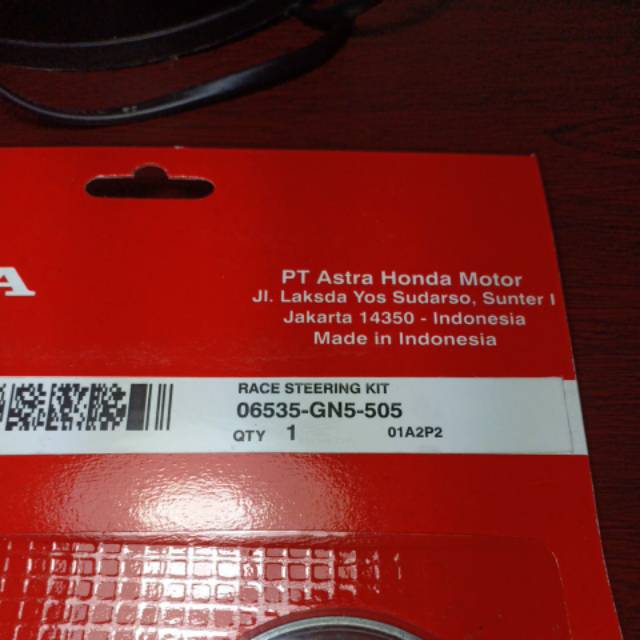 A
PT Astra Honda Motor
Jl. Laksda Yos Sudarso, Sunter I
Jakarta 14350 - Indonesia
Made in Indonesia
RACE STEERING KIT
06535-GN5-505
QTY 1 01A2P2